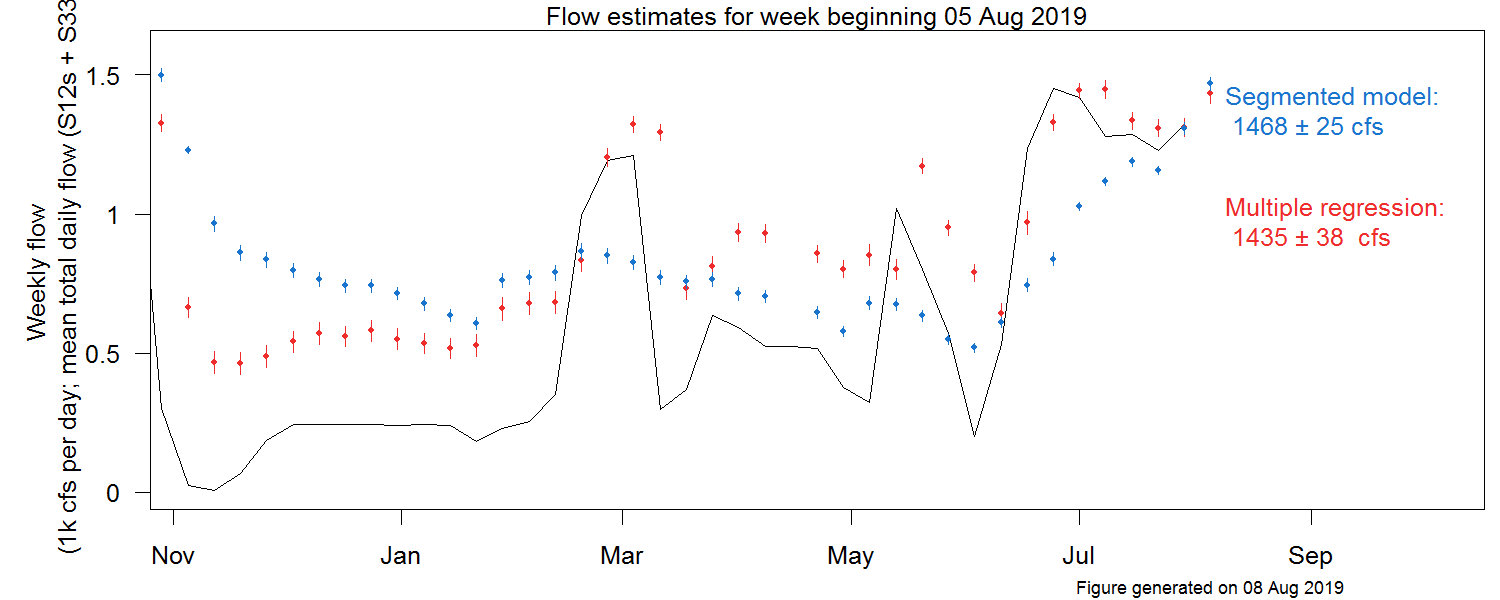 Flow estimates for week beginning 05 Aug 2019
Weekly flow
(1k cfs per day; mean total daily flow (S12s + S33
1.5
1
0.5
0
Segmented model:
1468 ± 25 cfs
Multiple regression:
1435 ± 38 cfs
Nov Jan Mar May Jul Sep
Figure generated on 08 Aug 2019